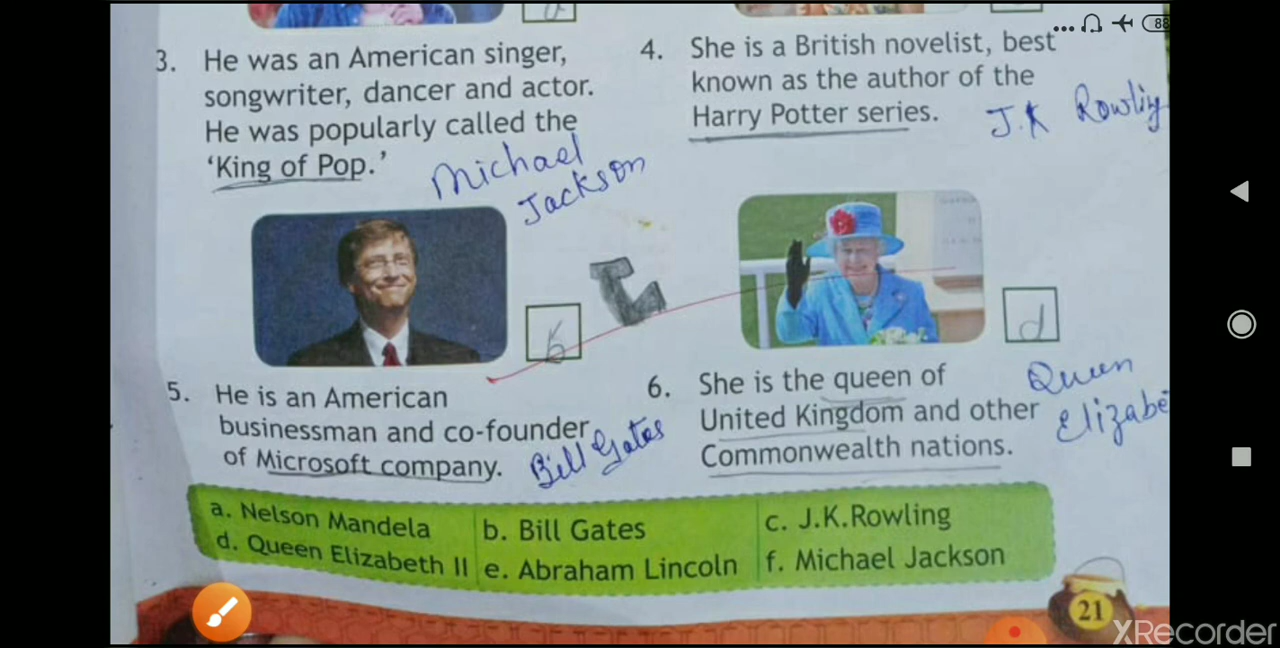 88
3. He was an American singer,
songwriter, dancer and actor.
He was popularly called the
‘King of Pop.’
Michael
Jackson
4. She is a British novelist, best
known as the author of the
Harry Potter series.
J.K Rowling
b
d
5. He is an American
businessman and co-founder
of Microsoft company.
Bill Gates
6. She is the queen of
United Kingdom and other
Commonwealth nations.
Queen
Elizabe
a. Nelson Mandela
b. Bill Gates
c. J.K.Rowling
d. Queen Elizabeth II
e. Abraham Lincoln
f. Michael Jackson
21
XRecorder